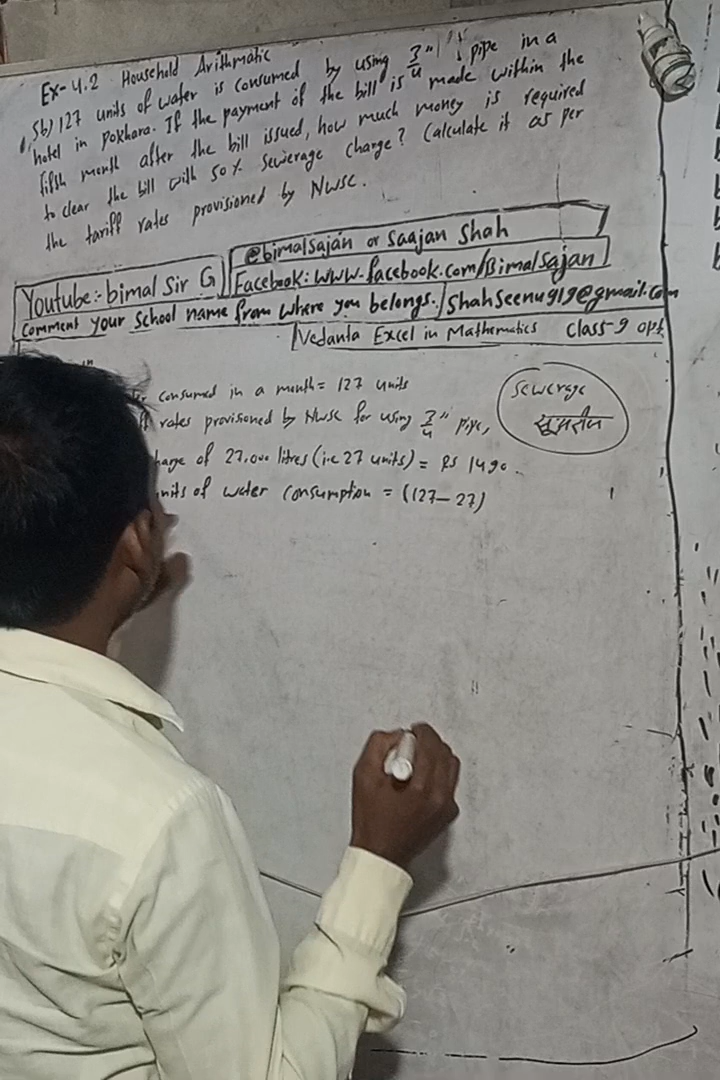 Ex-4.2 Household Arithmatic
5b) 127 units of water is consumed by using 3/4" pipe in a
hotel in pokhara. If the payment of the bill is made within the
fifth month after the bill issued, how much money is required
to clear the bill with 50% Sewerage charge? Calculate it as per
the tariff rates provisioned by NWSC.
@bimalsajan or Saajan Shah
Youtube:- bimal Sir G
Facebook: www.facebook.com/Bimalsajan
Comment your School name from where you belongs. shahseenu919@gmail.com
Vedanta Excel in Mathematics Class-9 opt.
consumed in a month = 127 units
rates provisioned by NWSC for using 3/4" pipe,
harge of 27,000 litres (i.e 27 units) = Rs 1490.
nits of water consumption = (127-27)
Sewerage